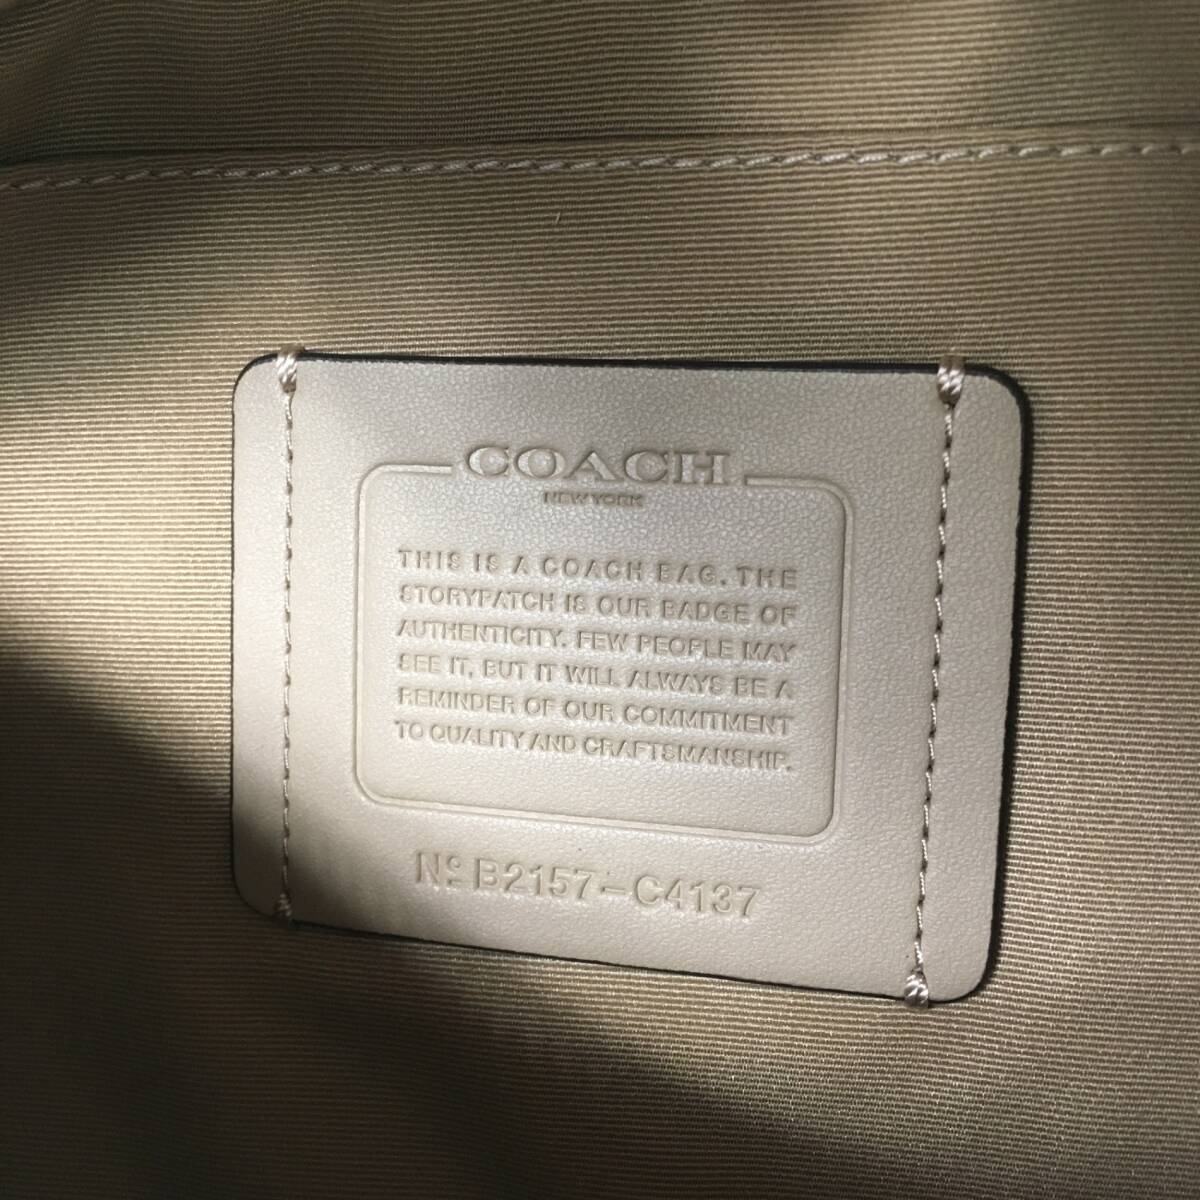 COACH
NEW YORK
THIS IS A COACH BAG. THE
STORYPATCH IS OUR BADGE OF
AUTHENTICITY. FEW PEOPLE MAY
SEE IT, BUT IT WILL ALWAYS BE A
REMINDER OF OUR COMMITMENT
TO QUALITY AND CRAFTSMANSHIP.
Nº B2157-C4137